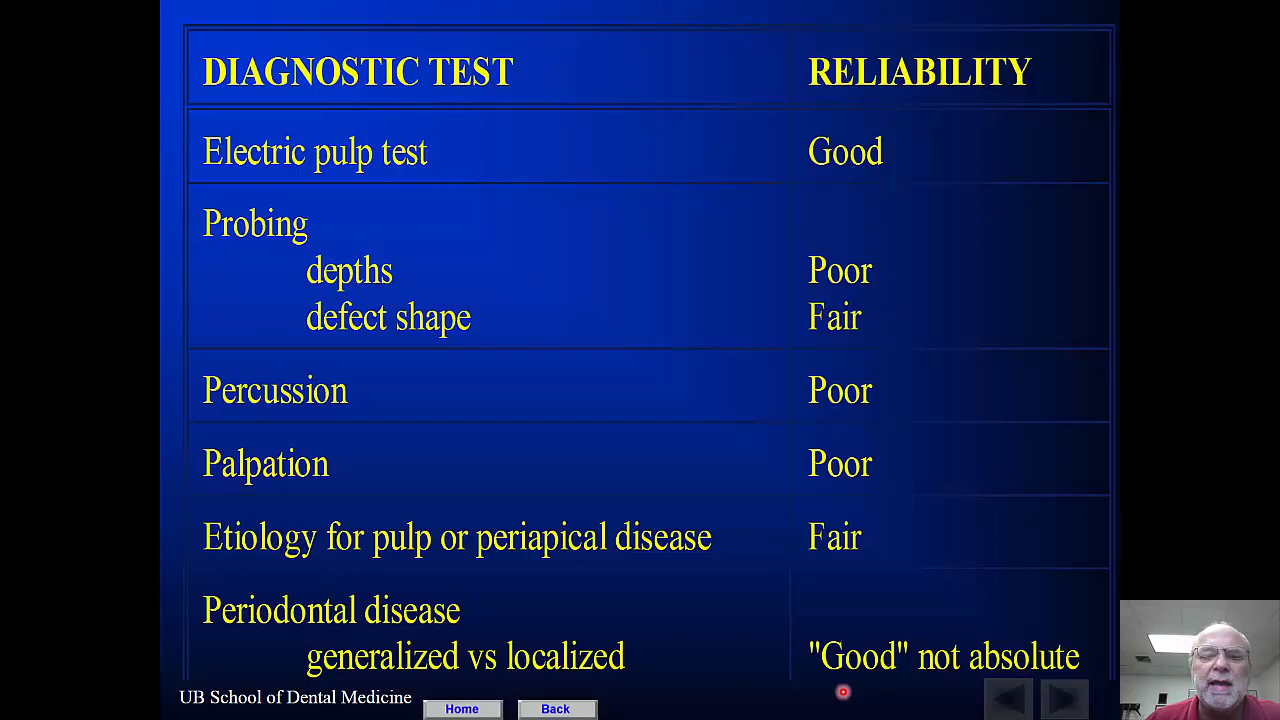 DIAGNOSTIC TEST RELIABILITY
Electric pulp test Good
Probing
depths Poor
defect shape Fair
Percussion Poor
Palpation Poor
Etiology for pulp or periapical disease Fair
Periodontal disease
generalized vs localized "Good" not absolute
UB School of Dental Medicine
Home Back